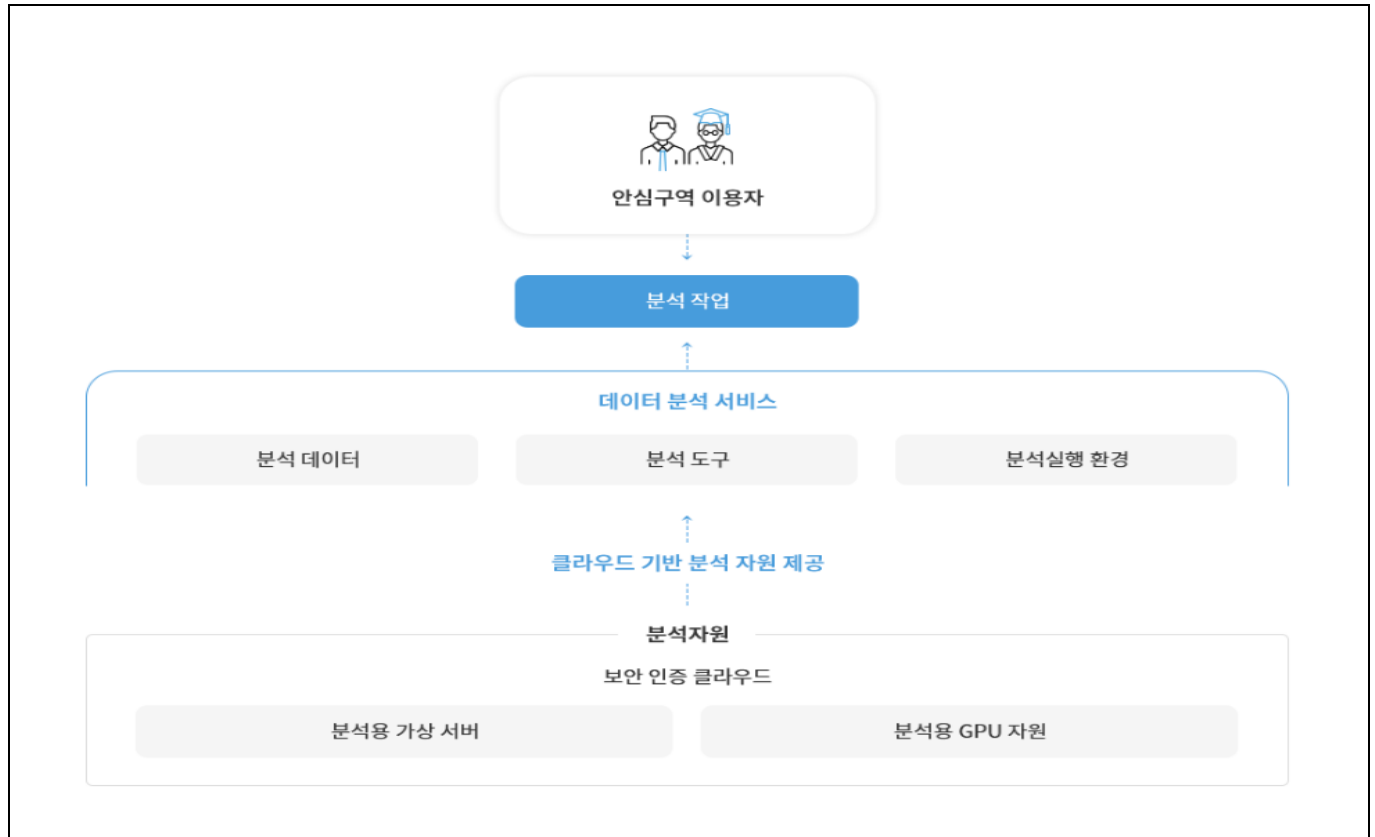 안심구역 이용자
분석 작업
데이터 분석 서비스
분석 데이터
분석 도구
분석실행 환경
클라우드 기반 분석 자원 제공
분석자원
보안 인증 클라우드
분석용 가상 서버
분석용 GPU 자원